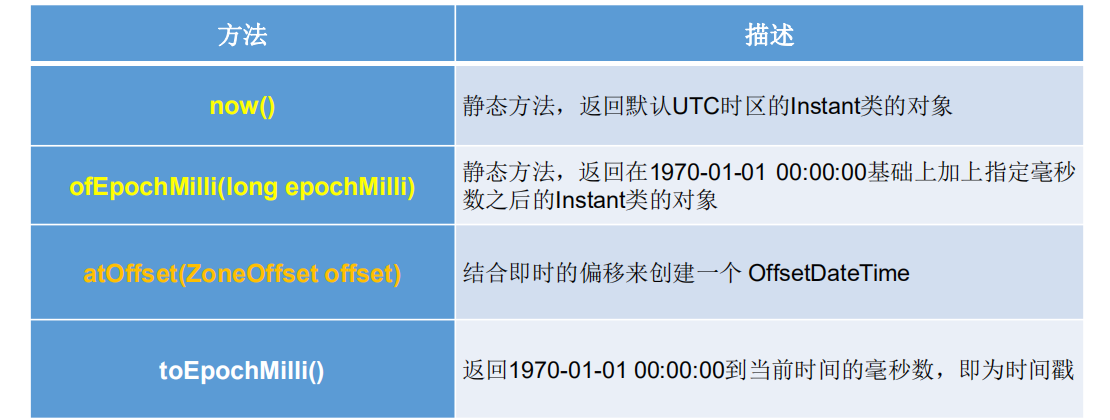 方法
描述
now()
静态方法，返回默认UTC时区的Instant类的对象
ofEpochMilli(long epochMilli)
静态方法，返回在1970-01-01 00:00:00基础上加上指定毫秒
数之后的Instant类的对象
atOffset(ZoneOffset offset)
结合即时的偏移来创建一个 OffsetDateTime
toEpochMilli()
返回1970-01-01 00:00:00到当前时间的毫秒数，即为时间戳